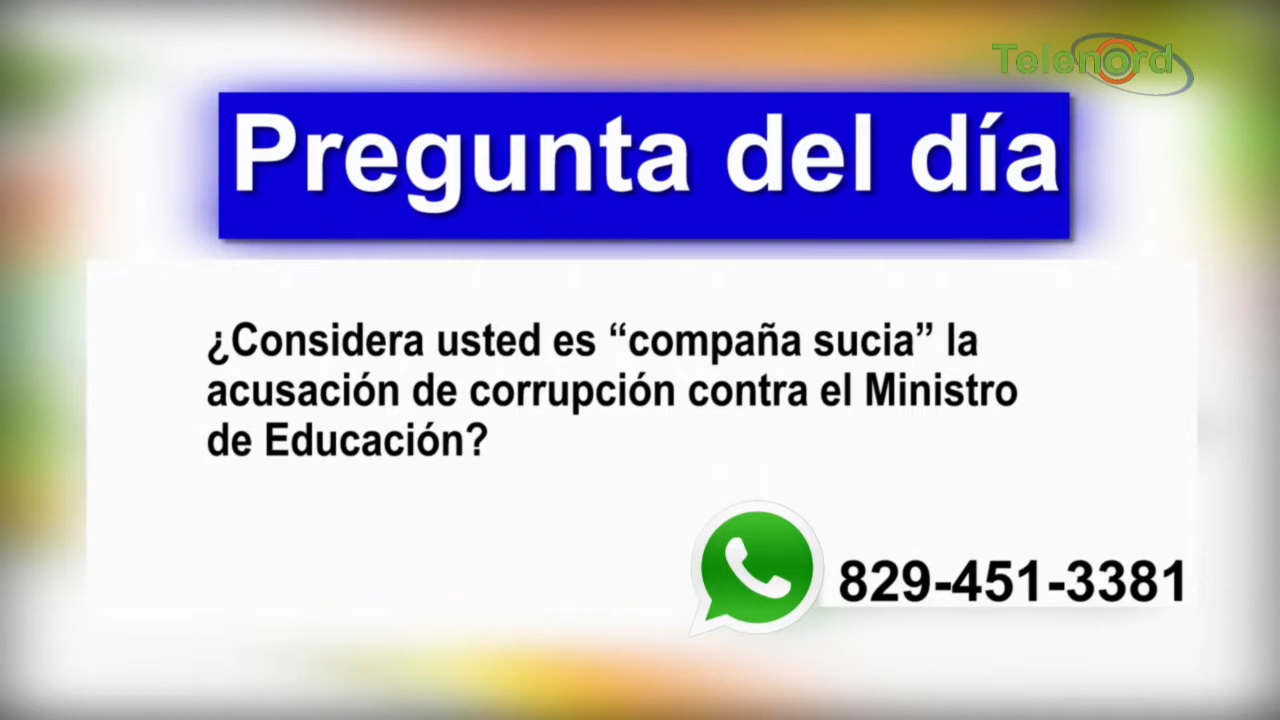 Telenord
Pregunta del día
¿Considera usted es “compaña sucia” la
acusación de corrupción contra el Ministro
de Educación?
829-451-3381